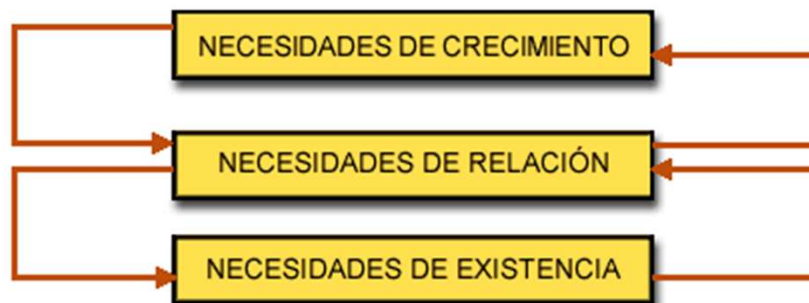 NECESIDADES DE CRECIMIENTO
NECESIDADES DE RELACIÓN
NECESIDADES DE EXISTENCIA